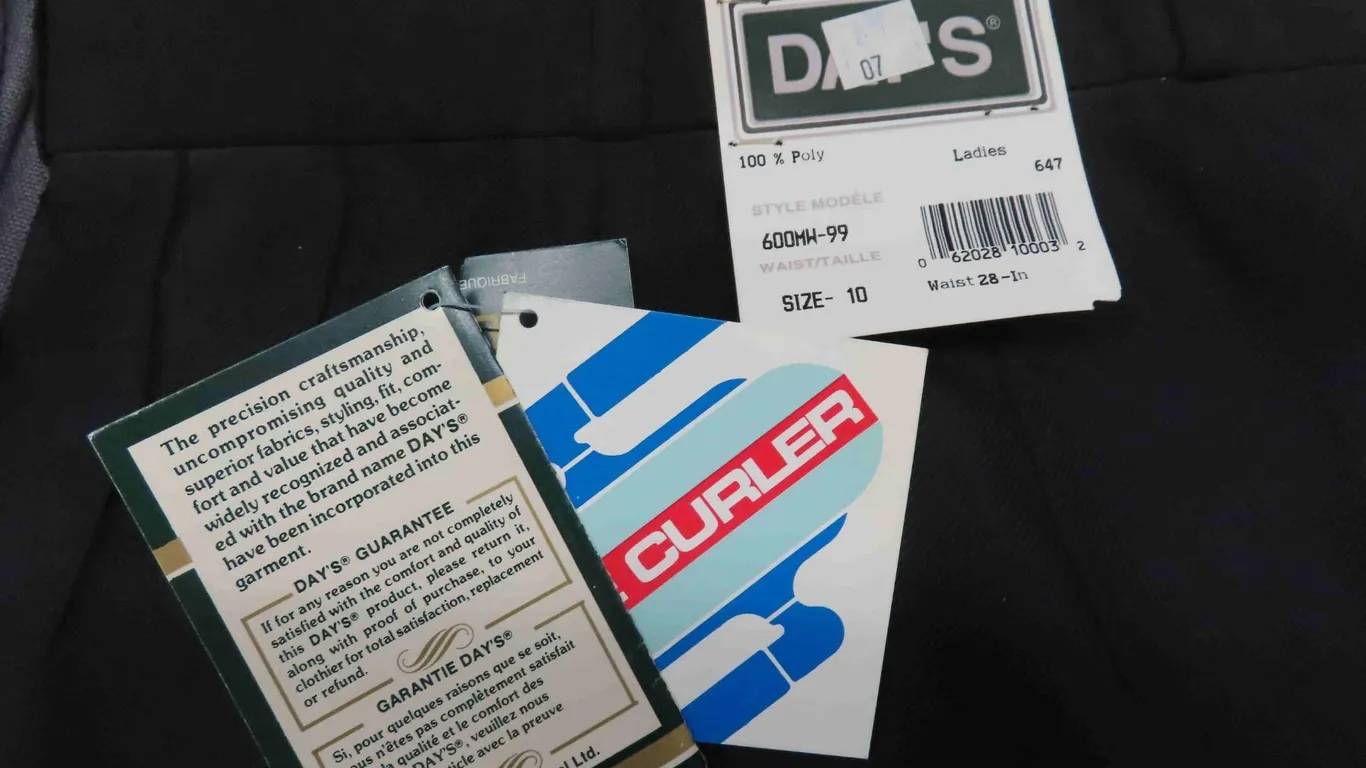 DAY'S®
07
100 % Poly
Ladies
647
STYLE MODÈLE
600MW-99
WAIST/TAILLE
SIZE- 10
0 62028 10003 2
Waist 28-In
FABRIQUE
CURLER
The precision craftsmanship,
uncompromising quality and
superior fabrics, styling, fit, com-
fort and value that have become
widely recognized and associat-
ed with the brand name DAY'S®
have been incorporated into this
garment.
DAY'S® GUARANTEE
If for any reason you are not completely
satisfied with the comfort and quality of
this DAY'S® product, please return it,
along with proof of purchase, to your
clothier for total satisfaction, replacement
or refund.
GARANTIE DAY'S®
Si, pour quelques raisons que se soit,
vous n'êtes pas complètement satisfait
la qualité et le comfort des
DAY'S®, veuillez nous
article avec la preuve
Ltd.